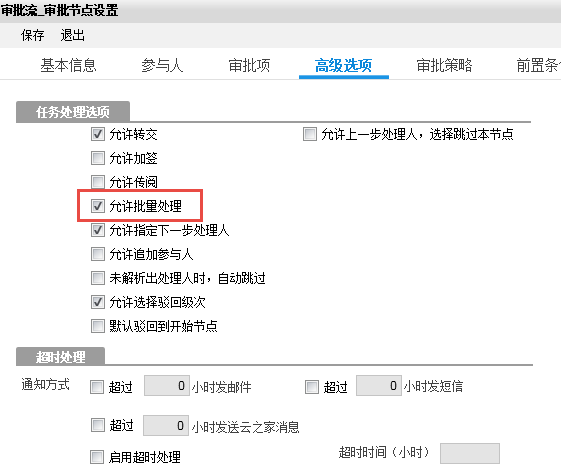 审批流_审批节点设置
保存 退出
基本信息 参与人 审批项 高级选项 审批策略 前置条
任务处理选项
允许转交 允许上一步处理人，选择跳过本节点
允许加签
允许传阅
允许批量处理
允许指定下一步处理人
允许追加参与人
未解析出处理人时，自动跳过
允许选择驳回级次
默认驳回到开始节点
超时处理
通知方式 超过 0 小时发邮件 超过 0 小时发短信
超过 0 小时发送云之家消息
启用超时处理 超时时间（小时）